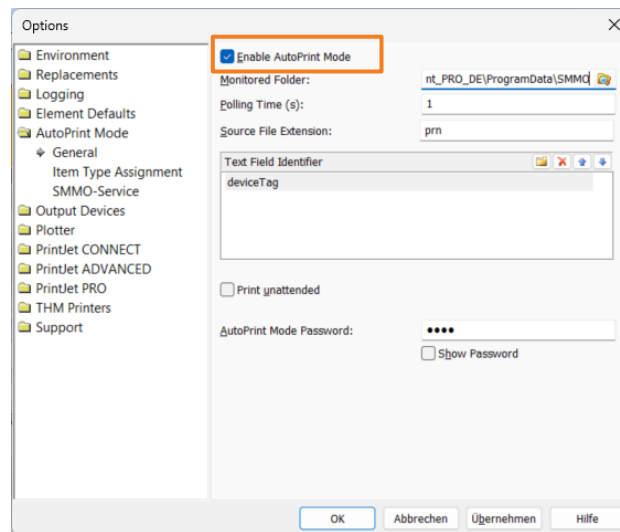 Options
Environment
Replacements
Logging
Element Defaults
AutoPrint Mode
General
Item Type Assignment
SMMO-Service
Output Devices
Plotter
PrintJet CONNECT
PrintJet ADVANCED
PrintJet PRO
THM Printers
Support
Enable AutoPrint Mode
Monitored Folder: nt_PRO_DE\ProgramData\SMMO
Polling Time (s): 1
Source File Extension: prn
Text Field Identifier
deviceTag
Print unattended
AutoPrint Mode Password: ●●●●
Show Password
OK Abbrechen Übernehmen Hilfe